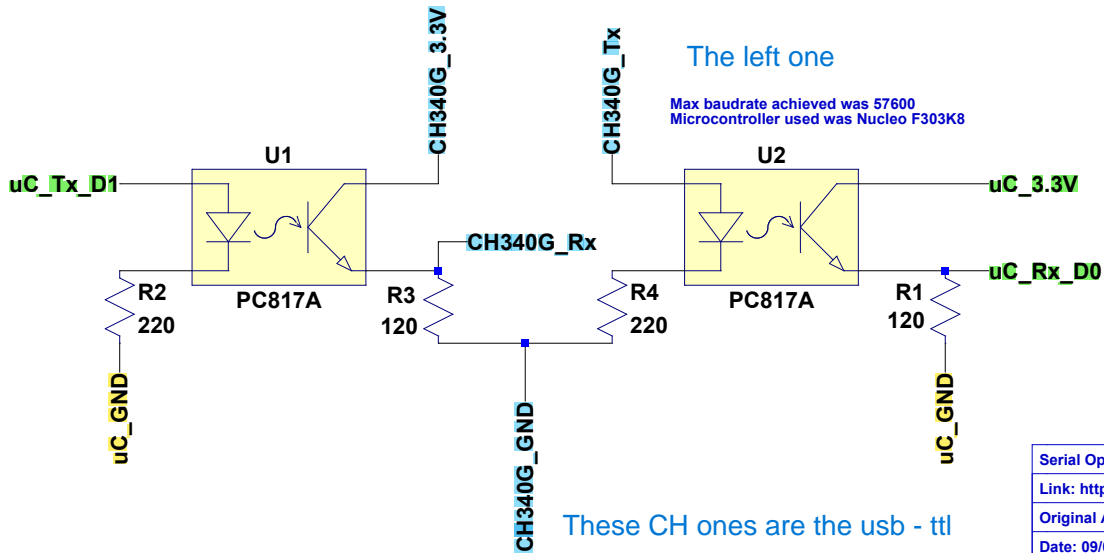 CH340G_3.3V
CH340G_Tx
The left one
Max baudrate achieved was 57600
Microcontroller used was Nucleo F303K8
U1
U2
uC_Tx_D1
uC_3.3V
CH340G_Rx
uC_Rx_D0
R2
220
PC817A
R3
120
R4
220
PC817A
R1
120
uC_GND
CH340G_GND
uC_GND
These CH ones are the usb - ttl
Serial Op
Link: http
Original A
Date: 09/